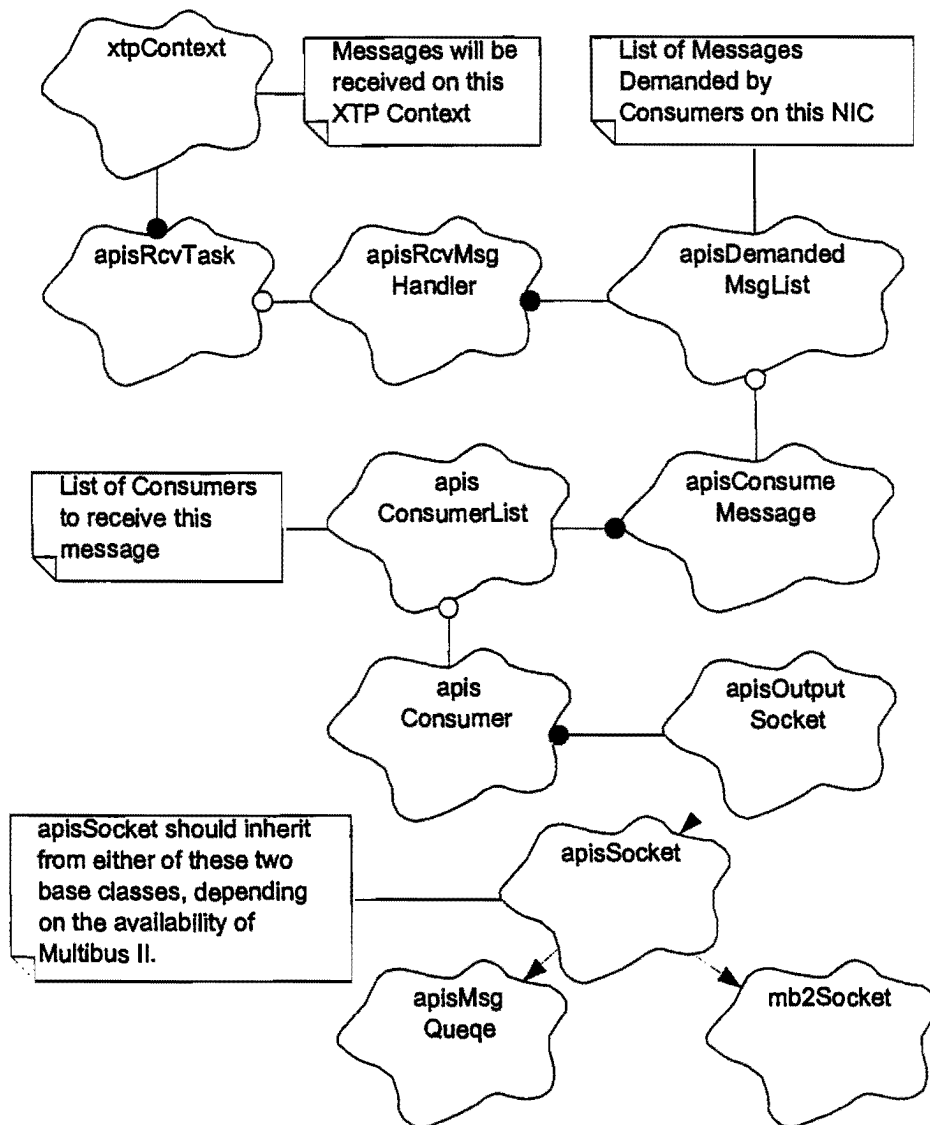 xtpContext
Messages will be
received on this
XTP Context
List of Messages
Demanded by
Consumers on this NIC
apisRcvTask
apisRcvMsg
Handler
apisDemanded
MsgList
List of Consumers
to receive this
message
apis
ConsumerList
apisConsume
Message
apis
Consumer
apisOutput
Socket
apisSocket should inherit
from either of these two
base classes, depending
on the availability of
Multibus II.
apisSocket
apisMsg
Queqe
mb2Socket